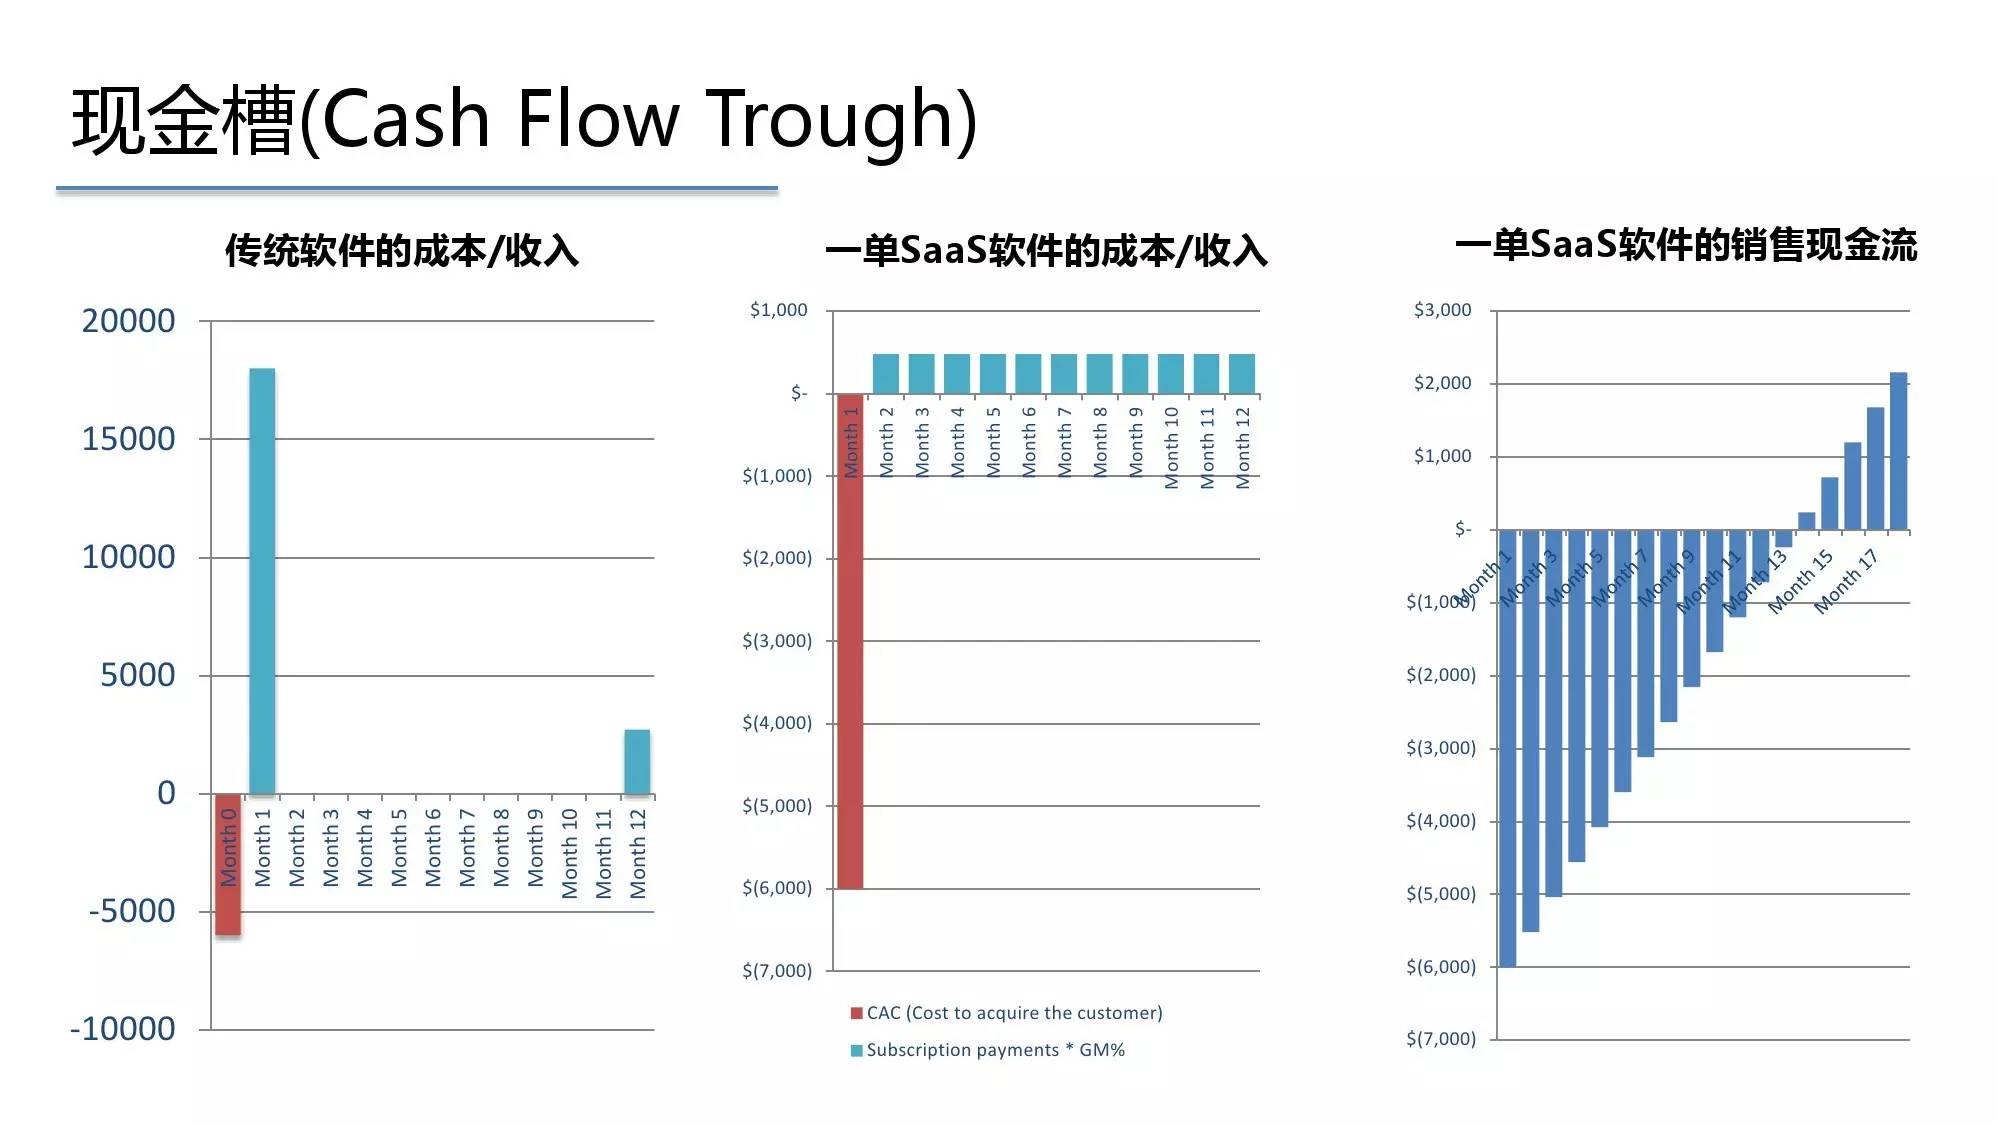 现金槽(Cash Flow Trough)
传统软件的成本/收入
20000
15000
10000
5000
0
-5000
-10000
Month 0
Month 1
Month 2
Month 3
Month 4
Month 5
Month 6
Month 7
Month 8
Month 9
Month 10
Month 11
Month 12
一单SaaS软件的成本/收入
$1,000
$-
$(1,000)
$(2,000)
$(3,000)
$(4,000)
$(5,000)
$(6,000)
$(7,000)
Month 1
Month 2
Month 3
Month 4
Month 5
Month 6
Month 7
Month 8
Month 9
Month 10
Month 11
Month 12
CAC (Cost to acquire the customer)
Subscription payments * GM%
一单SaaS软件的销售现金流
$3,000
$2,000
$1,000
$-
$(1,000)
$(2,000)
$(3,000)
$(4,000)
$(5,000)
$(6,000)
$(7,000)
Month 1
Month 3
Month 5
Month 7
Month 9
Month 11
Month 13
Month 15
Month 17